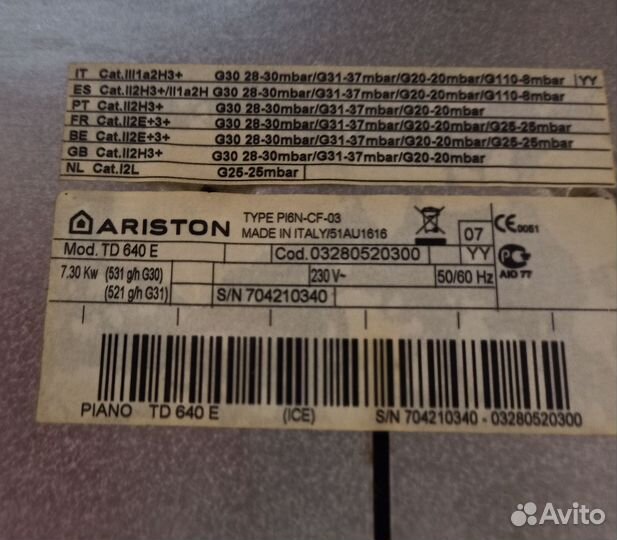 IT Cat.III1a2H3+ G30 28-30mbar/G31-37mbar/G20-20mbar/G110-8mbar YY
ES Cat.II2H3+/II1a2H G30 28-30mbar/G31-37mbar/G20-20mbar/G110-8mbar
PT Cat.II2H3+ G30 28-30mbar/G31-37mbar/G20-20mbar
FR Cat.II2E+3+ G30 28-30mbar/G31-37mbar/G20-20mbar/G25-25mbar
BE Cat.II2E+3+ G30 28-30mbar/G31-37mbar/G20-20mbar/G25-25mbar
GB Cat.II2H3+ G30 28-30mbar/G31-37mbar/G20-20mbar
NL Cat.I2L G25-25mbar
ARISTON TYPE PI6N-CF-03
MADE IN ITALY/51AU1616 07 CE 0051
Mod. TD 640 E Cod. 03280520300 YY
7.30 Kw (531 g/h G30) 230 V~ 50/60 Hz АЮ 77
(521 g/h G31) S/N 704210340
PIANO TD 640 E (ICE) S/N 704210340 - 03280520300
Avito